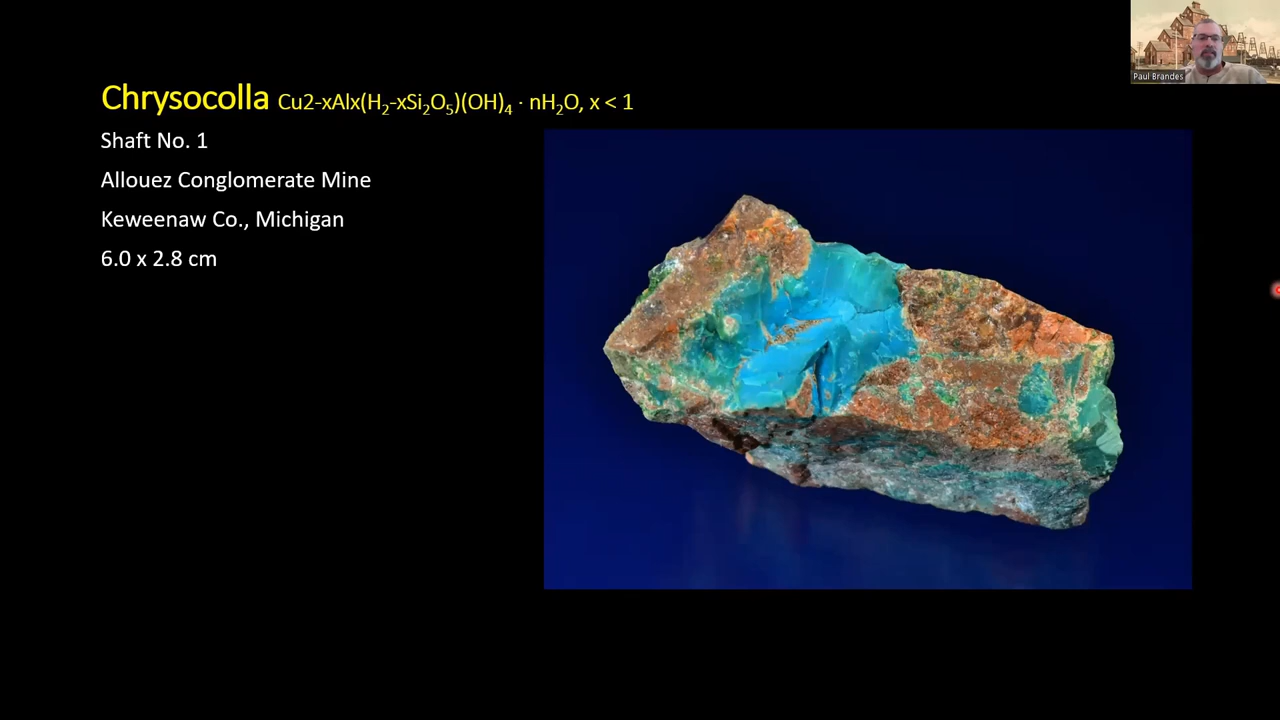 Paul Brandes
Chrysocolla Cu2-xAlx(H₂-xSi₂O₅)(OH)₄ · nH₂O, x < 1
Shaft No. 1
Allouez Conglomerate Mine
Keweenaw Co., Michigan
6.0 x 2.8 cm